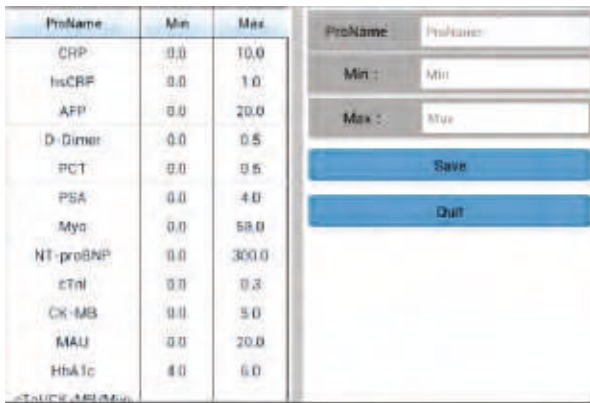 ProName Min Max
CRP 0.0 10.0
hsCRP 0.0 1.0
AFP 0.0 20.0
D-Dimer 0.0 0.5
PCT 0.0 0.5
PSA 0.0 4.0
Myo 0.0
NT-proBNP 0.0 300.0
cTnI 0.0 0.3
CK-MB 0.0 5.0
MAU 0.0 20.0
HbA1c 4.0 6.0
ProName
Min :
Min
Max :
Max
Save
Quit